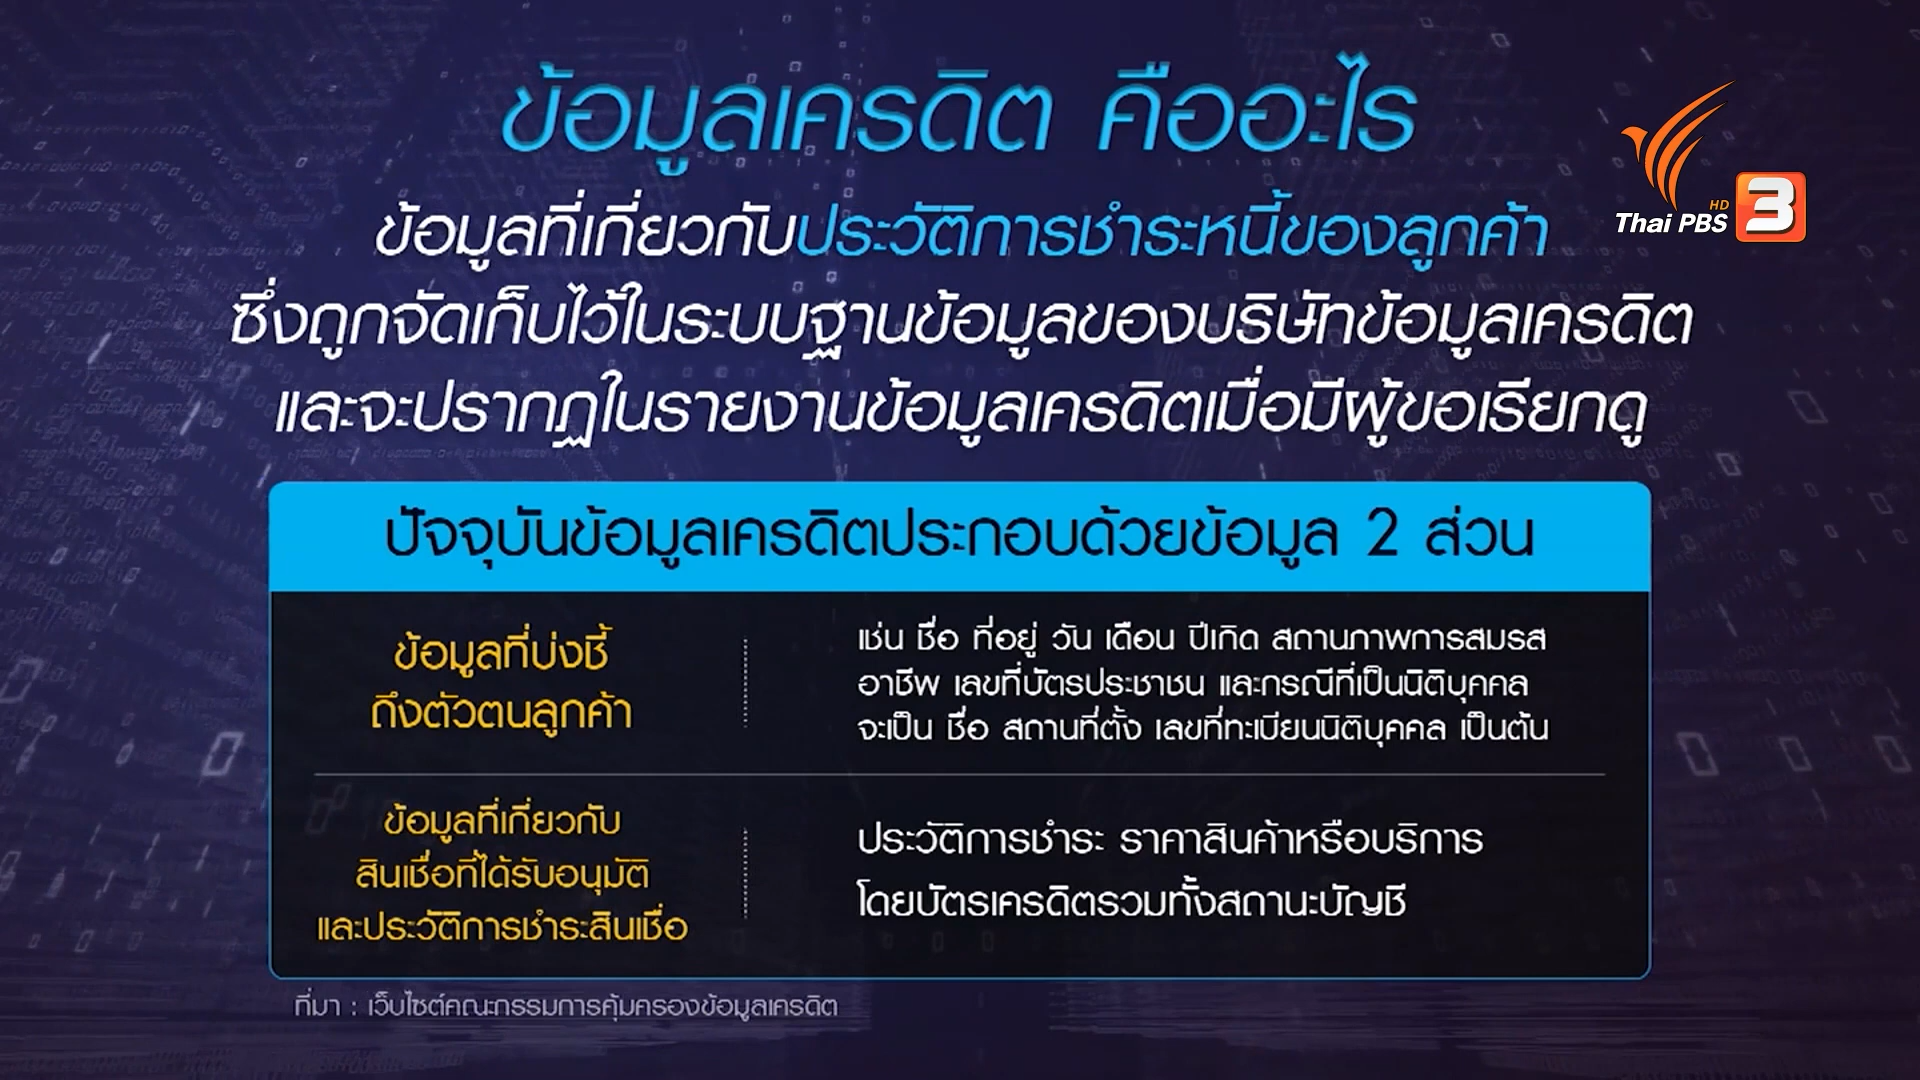 ข้อมูลเครดิต คืออะไร
HD
Thai PBS 3
ข้อมูลที่เกี่ยวกับประวัติการชำระหนี้ของลูกค้า
ซึ่งถูกจัดเก็บไว้ในระบบฐานข้อมูลของบริษัทข้อมูลเครดิต
และจะปรากฏในรายงานข้อมูลเครดิตเมื่อมีผู้ขอเรียกดู
ปัจจุบันข้อมูลเครดิตประกอบด้วยข้อมูล 2 ส่วน
ข้อมูลที่บ่งชี้
ถึงตัวตนลูกค้า
เช่น ชื่อ ที่อยู่ วัน เดือน ปีเกิด สถานภาพการสมรส
อาชีพ เลขที่บัตรประชาชน และกรณีที่เป็นนิติบุคคล
จะเป็น ชื่อ สถานที่ตั้ง เลขที่ทะเบียนนิติบุคคล เป็นต้น
ข้อมูลที่เกี่ยวกับ
สินเชื่อที่ได้รับอนุมัติ
และประวัติการชำระสินเชื่อ
ประวัติการชำระ ราคาสินค้าหรือบริการ
โดยบัตรเครดิตรวมทั้งสถานะบัญชี
ที่มา : เว็บไซต์คณะกรรมการคุ้มครองข้อมูลเครดิต